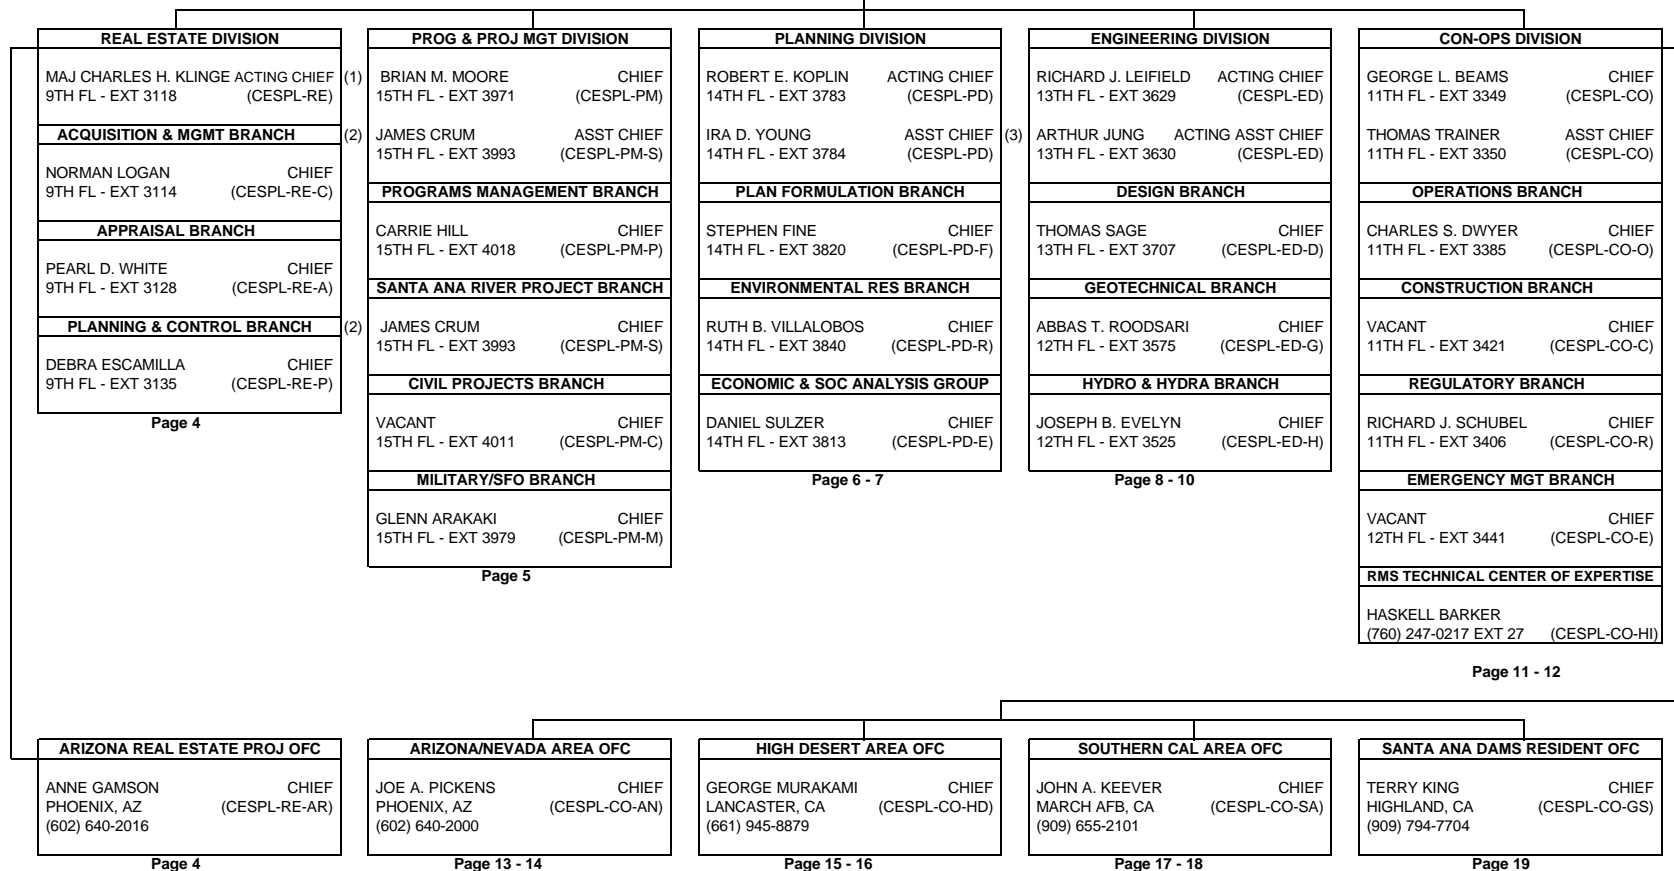 REAL ESTATE DIVISION
MAJ CHARLES H. KLINGE ACTING CHIEF (1)
9TH FL - EXT 3118 (CESPL-RE)
ACQUISITION & MGMT BRANCH (2)
NORMAN LOGAN CHIEF
9TH FL - EXT 3114 (CESPL-RE-C)
APPRAISAL BRANCH
PEARL D. WHITE CHIEF
9TH FL - EXT 3128 (CESPL-RE-A)
PLANNING & CONTROL BRANCH (2)
DEBRA ESCAMILLA CHIEF
9TH FL - EXT 3135 (CESPL-RE-P)
Page 4
PROG & PROJ MGT DIVISION
BRIAN M. MOORE CHIEF
15TH FL - EXT 3971 (CESPL-PM)
JAMES CRUM ASST CHIEF
15TH FL - EXT 3993 (CESPL-PM-S)
PROGRAMS MANAGEMENT BRANCH
CARRIE HILL CHIEF
15TH FL - EXT 4018 (CESPL-PM-P)
SANTA ANA RIVER PROJECT BRANCH
JAMES CRUM CHIEF
15TH FL - EXT 3993 (CESPL-PM-S)
CIVIL PROJECTS BRANCH
VACANT CHIEF
15TH FL - EXT 4011 (CESPL-PM-C)
MILITARY/SFO BRANCH
GLENN ARAKAKI CHIEF
15TH FL - EXT 3979 (CESPL-PM-M)
Page 5
PLANNING DIVISION
ROBERT E. KOPLIN ACTING CHIEF
14TH FL - EXT 3783 (CESPL-PD)
IRA D. YOUNG ASST CHIEF (3)
14TH FL - EXT 3784 (CESPL-PD)
PLAN FORMULATION BRANCH
STEPHEN FINE CHIEF
14TH FL - EXT 3820 (CESPL-PD-F)
ENVIRONMENTAL RES BRANCH
RUTH B. VILLALOBOS CHIEF
14TH FL - EXT 3840 (CESPL-PD-R)
ECONOMIC & SOC ANALYSIS GROUP
DANIEL SULZER CHIEF
14TH FL - EXT 3813 (CESPL-PD-E)
Page 6 - 7
ENGINEERING DIVISION
RICHARD J. LEIFIELD ACTING CHIEF
13TH FL - EXT 3629 (CESPL-ED)
ARTHUR JUNG ACTING ASST CHIEF
13TH FL - EXT 3630 (CESPL-ED)
DESIGN BRANCH
THOMAS SAGE CHIEF
13TH FL - EXT 3707 (CESPL-ED-D)
GEOTECHNICAL BRANCH
ABBAS T. ROODSARI CHIEF
12TH FL - EXT 3575 (CESPL-ED-G)
HYDRO & HYDRA BRANCH
JOSEPH B. EVELYN CHIEF
12TH FL - EXT 3525 (CESPL-ED-H)
Page 8 - 10
CON-OPS DIVISION
GEORGE L. BEAMS CHIEF
11TH FL - EXT 3349 (CESPL-CO)
THOMAS TRAINER ASST CHIEF
11TH FL - EXT 3350 (CESPL-CO)
OPERATIONS BRANCH
CHARLES S. DWYER CHIEF
11TH FL - EXT 3385 (CESPL-CO-O)
CONSTRUCTION BRANCH
VACANT CHIEF
11TH FL - EXT 3421 (CESPL-CO-C)
REGULATORY BRANCH
RICHARD J. SCHUBEL CHIEF
11TH FL - EXT 3406 (CESPL-CO-R)
EMERGENCY MGT BRANCH
VACANT CHIEF
12TH FL - EXT 3441 (CESPL-CO-E)
RMS TECHNICAL CENTER OF EXPERTISE
HASKELL BARKER
(760) 247-0217 EXT 27 (CESPL-CO-HI)
Page 11 - 12
ARIZONA REAL ESTATE PROJ OFC
ANNE GAMSON CHIEF
PHOENIX, AZ (CESPL-RE-AR)
(602) 640-2016
Page 4
ARIZONA/NEVADA AREA OFC
JOE A. PICKENS CHIEF
PHOENIX, AZ (CESPL-CO-AN)
(602) 640-2000
Page 13 - 14
HIGH DESERT AREA OFC
GEORGE MURAKAMI CHIEF
LANCASTER, CA (CESPL-CO-HD)
(661) 945-8879
Page 15 - 16
SOUTHERN CAL AREA OFC
JOHN A. KEEVER CHIEF
MARCH AFB, CA (CESPL-CO-SA)
(909) 655-2101
Page 17 - 18
SANTA ANA DAMS RESIDENT OFC
TERRY KING CHIEF
HIGHLAND, CA (CESPL-CO-GS)
(909) 794-7704
Page 19